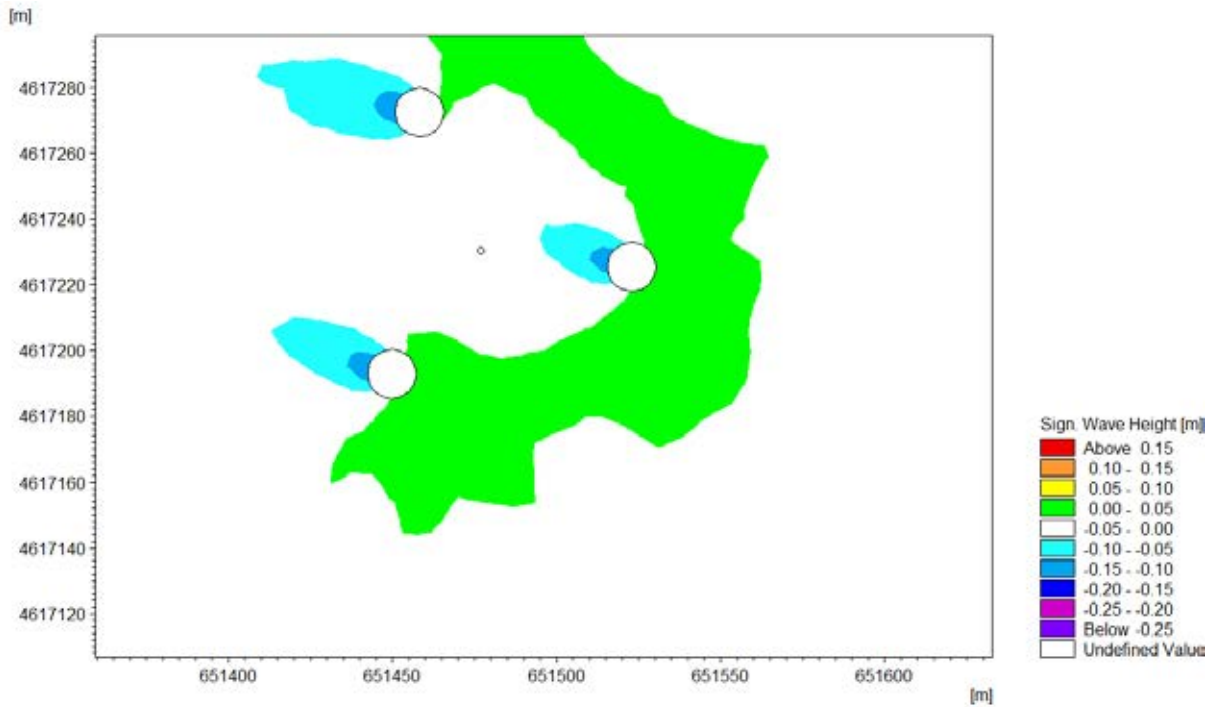 [m]
4617280
4617260
4617240
4617220
4617200
4617180
4617160
4617140
4617120
651400 651450 651500 651550 651600
[m]
Sign. Wave Height [m]
Above 0.15
0.10 - 0.15
0.05 - 0.10
0.00 - 0.05
-0.05 - 0.00
-0.10 - -0.05
-0.15 - -0.10
-0.20 - -0.15
-0.25 - -0.20
Below -0.25
Undefined Value